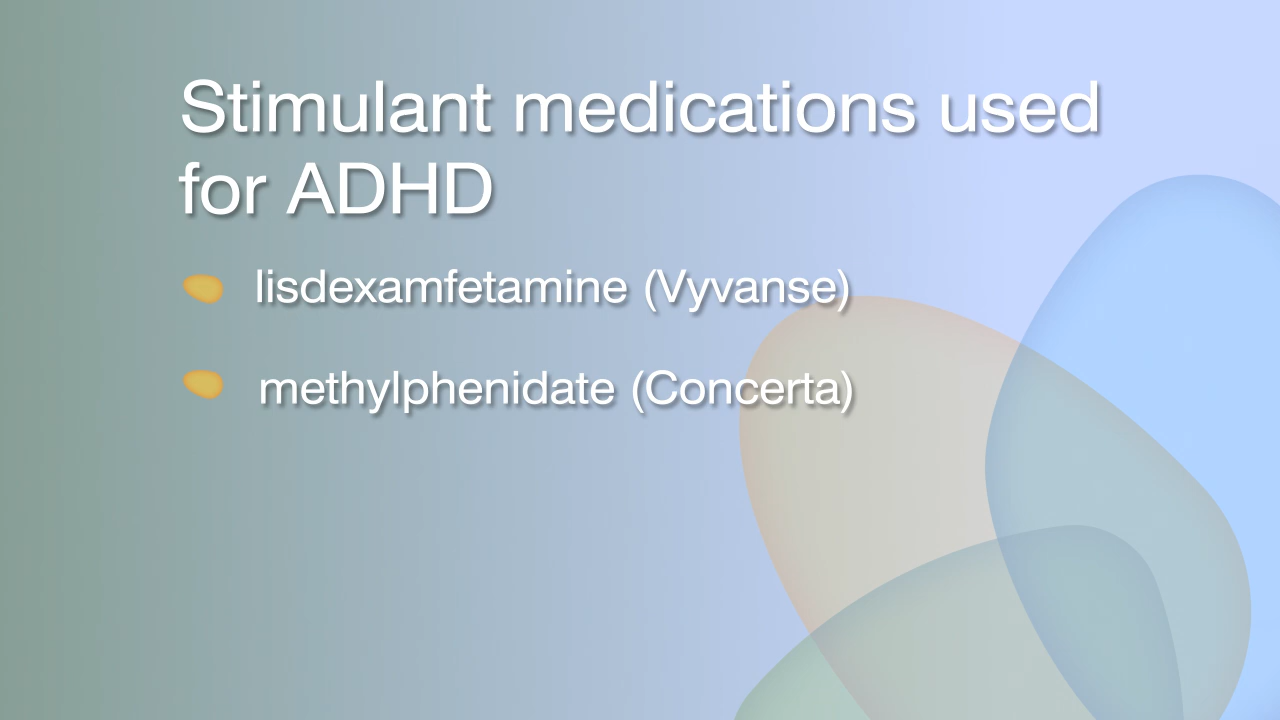 Stimulant medications used
for ADHD
lisdexamfetamine (Vyvanse)
methylphenidate (Concerta)